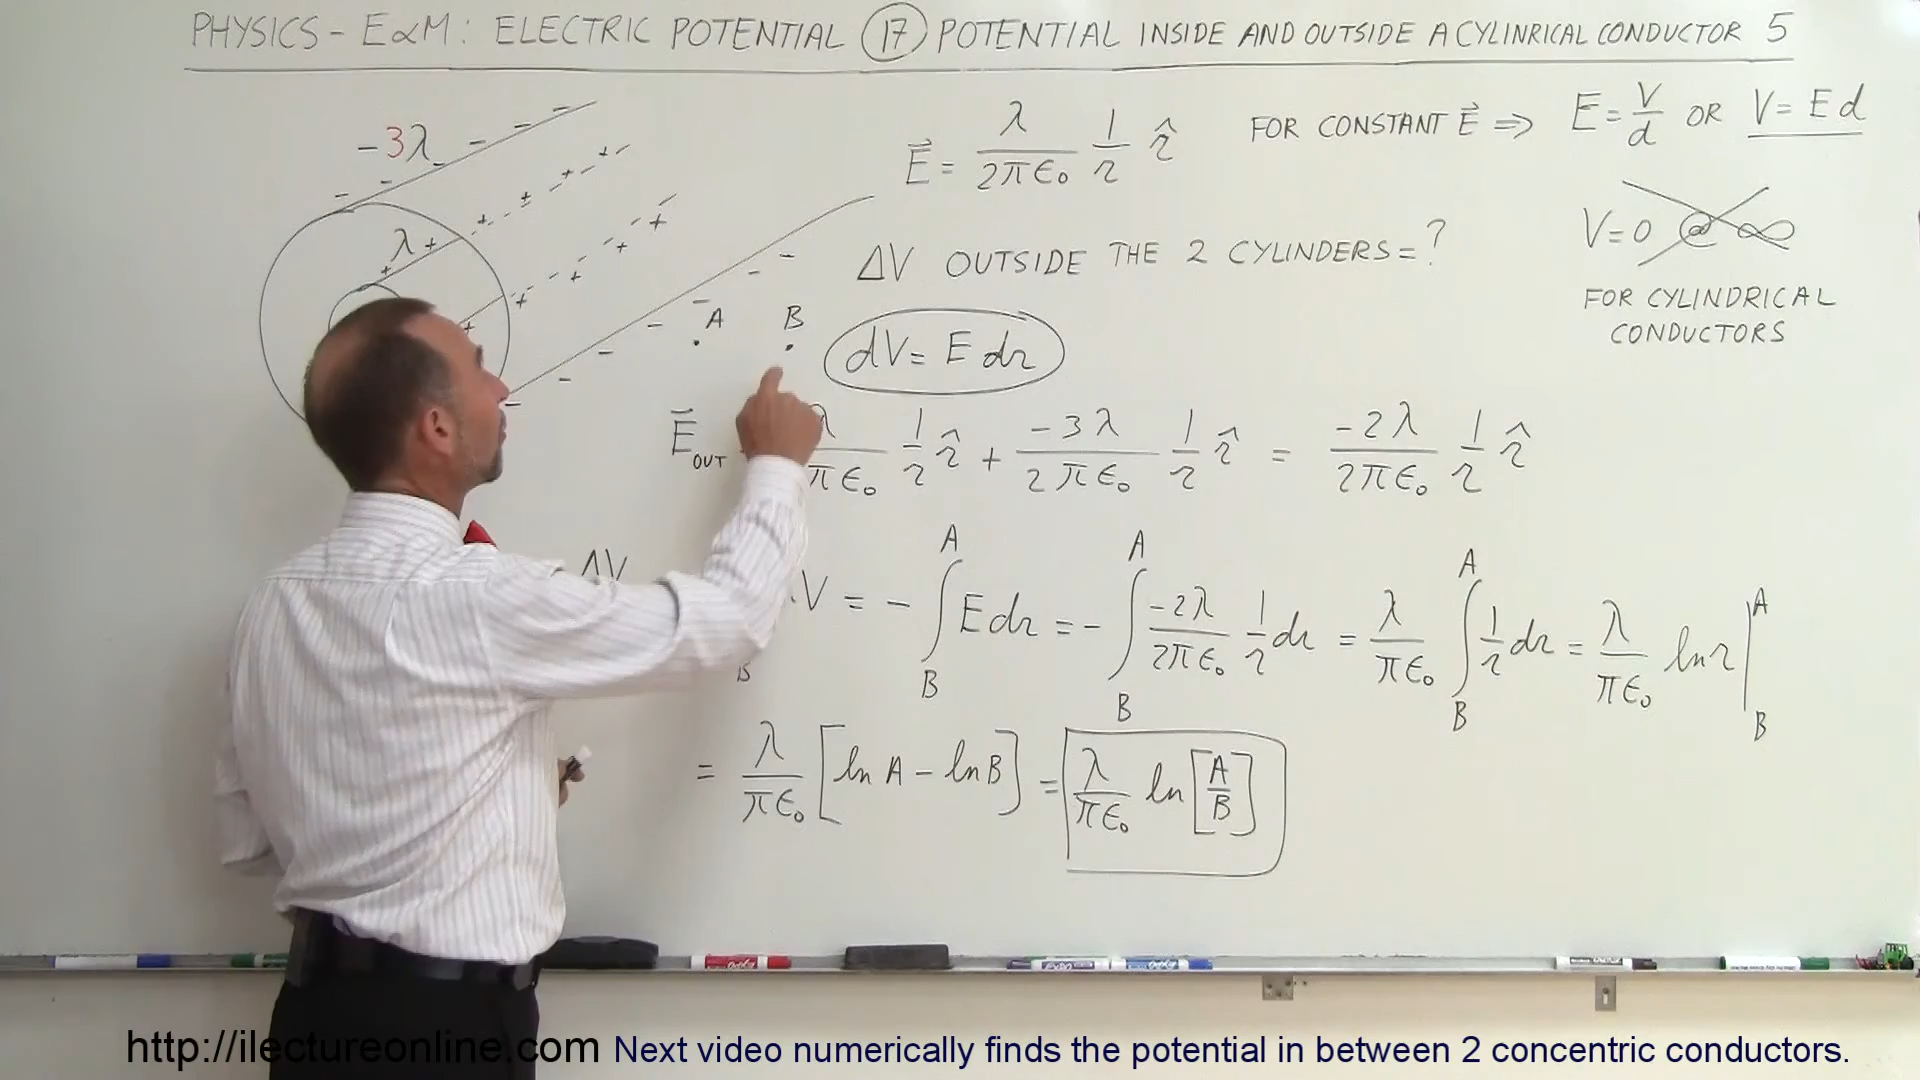 PHYSICS - E∝M: ELECTRIC POTENTIAL (17) POTENTIAL INSIDE AND OUTSIDE A CYLINRICAL CONDUCTOR 5
-3λ
λ
A
B
E⃗ = λ/2πϵ₀ 1/r r̂
FOR CONSTANT E⃗ ⇒ E = V/d OR V = E d
V=0 @ ∞
FOR CYLINDRICAL
CONDUCTORS
ΔV OUTSIDE THE 2 CYLINDERS = ?
dV = E dr
E⃗OUT λ/πϵ₀ 1/r r̂ + -3λ/2πϵ₀ 1/r r̂ = -2λ/2πϵ₀ 1/r r̂
ΔV V = - ∫_B^A E dr = - ∫_B^A -2λ/2πϵ₀ 1/r dr = λ/πϵ₀ ∫_B^A 1/r dr = λ/πϵ₀ ln r |_B^A
= λ/πϵ₀ [ln A - ln B] = λ/πϵ₀ ln [A/B]
http://ilectureonline.com Next video numerically finds the potential in between 2 concentric conductors.